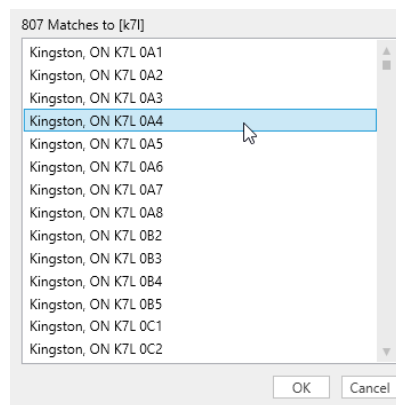 807 Matches to [k7l]
Kingston, ON K7L 0A1
Kingston, ON K7L 0A2
Kingston, ON K7L 0A3
Kingston, ON K7L 0A4
Kingston, ON K7L 0A5
Kingston, ON K7L 0A6
Kingston, ON K7L 0A7
Kingston, ON K7L 0A8
Kingston, ON K7L 0B2
Kingston, ON K7L 0B3
Kingston, ON K7L 0B4
Kingston, ON K7L 0B5
Kingston, ON K7L 0C1
Kingston, ON K7L 0C2
OK Cancel